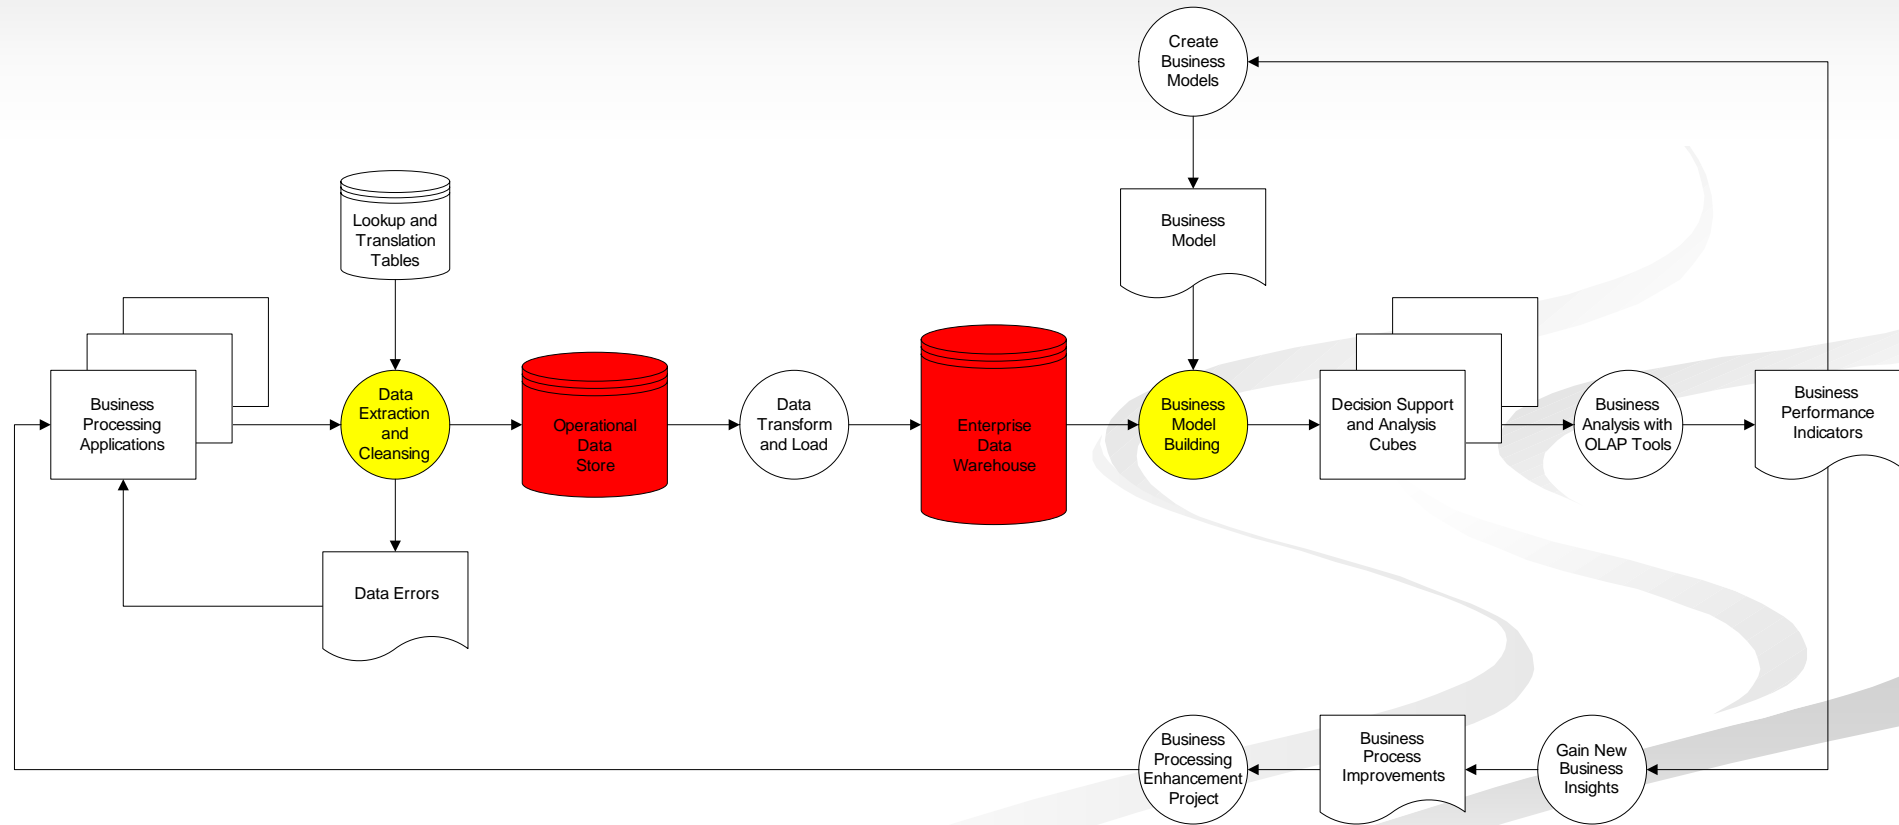 Create
Business
Models
Lookup and
Translation
Tables
Business
Model
Business
Processing
Applications
Data
Extraction
and
Cleansing
Operational
Data
Store
Data
Transform
and Load
Enterprise
Data
Warehouse
Business
Model
Building
Decision Support
and Analysis
Cubes
Business
Analysis with
OLAP Tools
Business
Performance
Indicators
Data Errors
Business
Processing
Enhancement
Project
Business
Process
Improvements
Gain New
Business
Insights